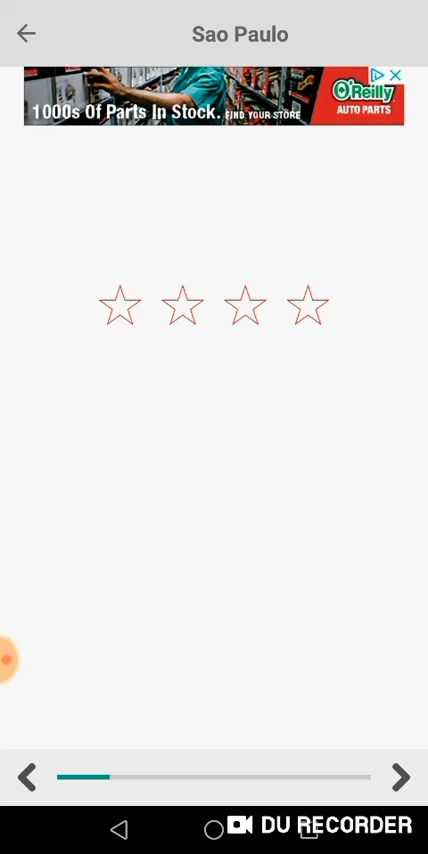 Sao Paulo
1000s Of Parts In Stock. FIND YOUR STORE
O'Reilly
AUTO PARTS
DU RECORDER